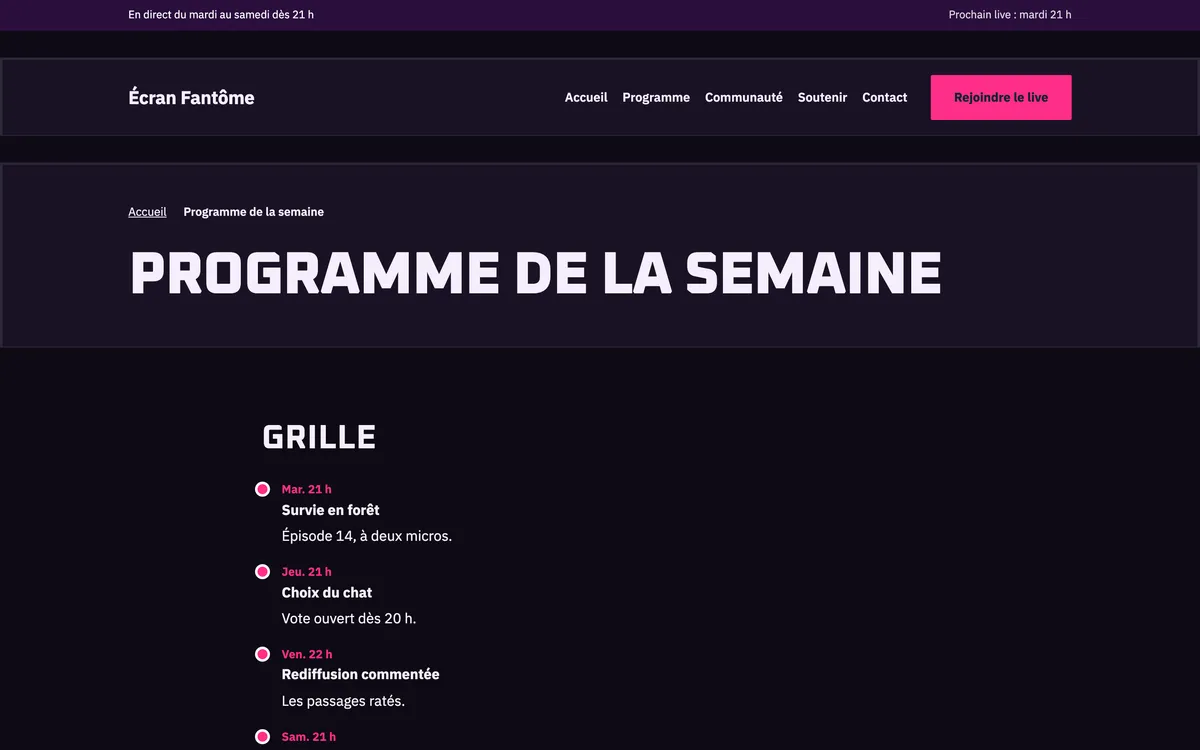 En direct du mardi au samedi dès 21 h
Prochain live : mardi 21 h
Écran Fantôme
Accueil
Programme
Communauté
Soutenir
Contact
Rejoindre le live
Accueil
Programme de la semaine
PROGRAMME DE LA SEMAINE
GRILLE
Mar. 21 h
Survie en forêt
Épisode 14, à deux micros.
Jeu. 21 h
Choix du chat
Vote ouvert dès 20 h.
Ven. 22 h
Rediffusion commentée
Les passages ratés.
Sam. 21 h